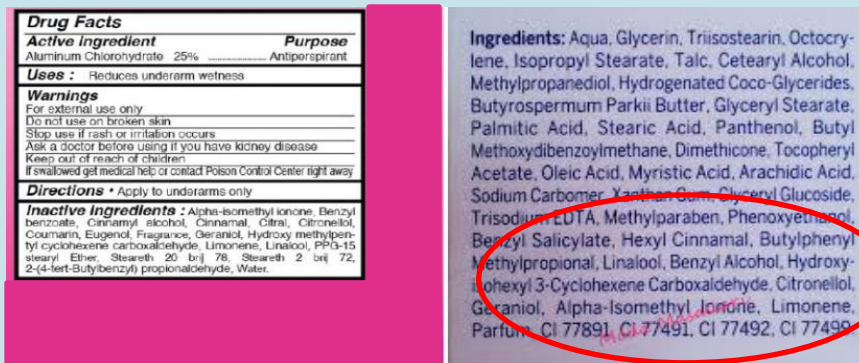 Drug Facts
Active ingredient Purpose
Aluminum Chlorohydrate 25% ........................ Antiperspirant
Uses : Reduces underarm wetness
Warnings
For external use only
Do not use on broken skin
Stop use if rash or irritation occurs
Ask a doctor before using if you have kidney disease
Keep out of reach of children
If swallowed get medical help or contact Poison Control Center right away
Directions • Apply to underarms only
Inactive ingredients : Alpha-isomethyl ionone, Benzyl
benzoate, Cinnamyl alcohol, Cinnamal, Citral, Citronellol,
Coumarin, Eugenol, Fragrance, Geraniol, Hydroxy methylpen-
tyl cyclohexene carboxaldehyde, Limonene, Linalool, PPG-15
stearyl Ether, Steareth 20 brij 78, Steareth 2 brij 72,
2-(4-tert-Butylbenzyl) propionaldehyde, Water.
Ingredients: Aqua, Glycerin, Triisostearin, Octocry-
lene, Isopropyl Stearate, Talc, Cetearyl Alcohol,
Methylpropanediol, Hydrogenated Coco-Glycerides,
Butyrospermum Parkii Butter, Glyceryl Stearate,
Palmitic Acid, Stearic Acid, Panthenol, Butyl
Methoxydibenzoylmethane, Dimethicone, Tocopheryl
Acetate, Oleic Acid, Myristic Acid, Arachidic Acid,
Sodium Carbomer, Xanthan Gum, Glyceryl Glucoside,
Trisodium EDTA, Methylparaben, Phenoxyethanol,
Benzyl Salicylate, Hexyl Cinnamal, Butylphenyl
Methylpropional, Linalool, Benzyl Alcohol, Hydroxy-
isohexyl 3-Cyclohexene Carboxaldehyde, Citronellol,
Geraniol, Alpha-Isomethyl Ionone, Limonene,
Parfum, CI 77891, CI 77491, CI 77492, CI 77499